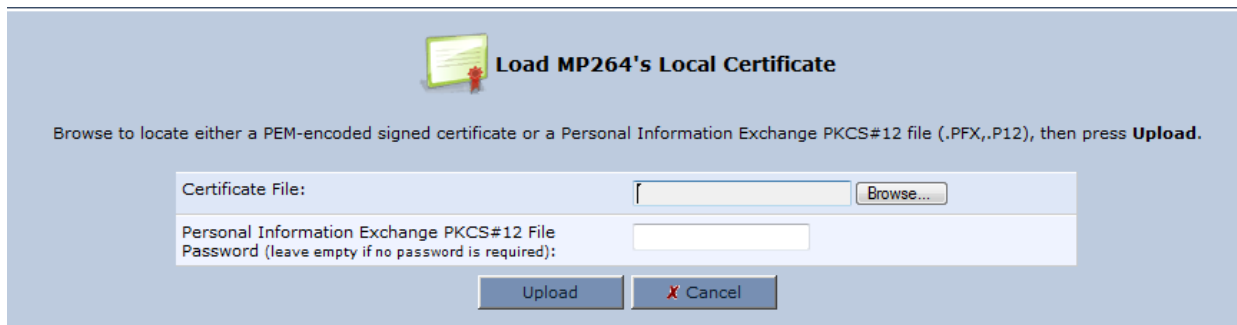 Load MP264's Local Certificate
Browse to locate either a PEM-encoded signed certificate or a Personal Information Exchange PKCS#12 file (.PFX,.P12), then press Upload.
Certificate File:
Browse...
Personal Information Exchange PKCS#12 File
Password (leave empty if no password is required):
Upload
✗ Cancel